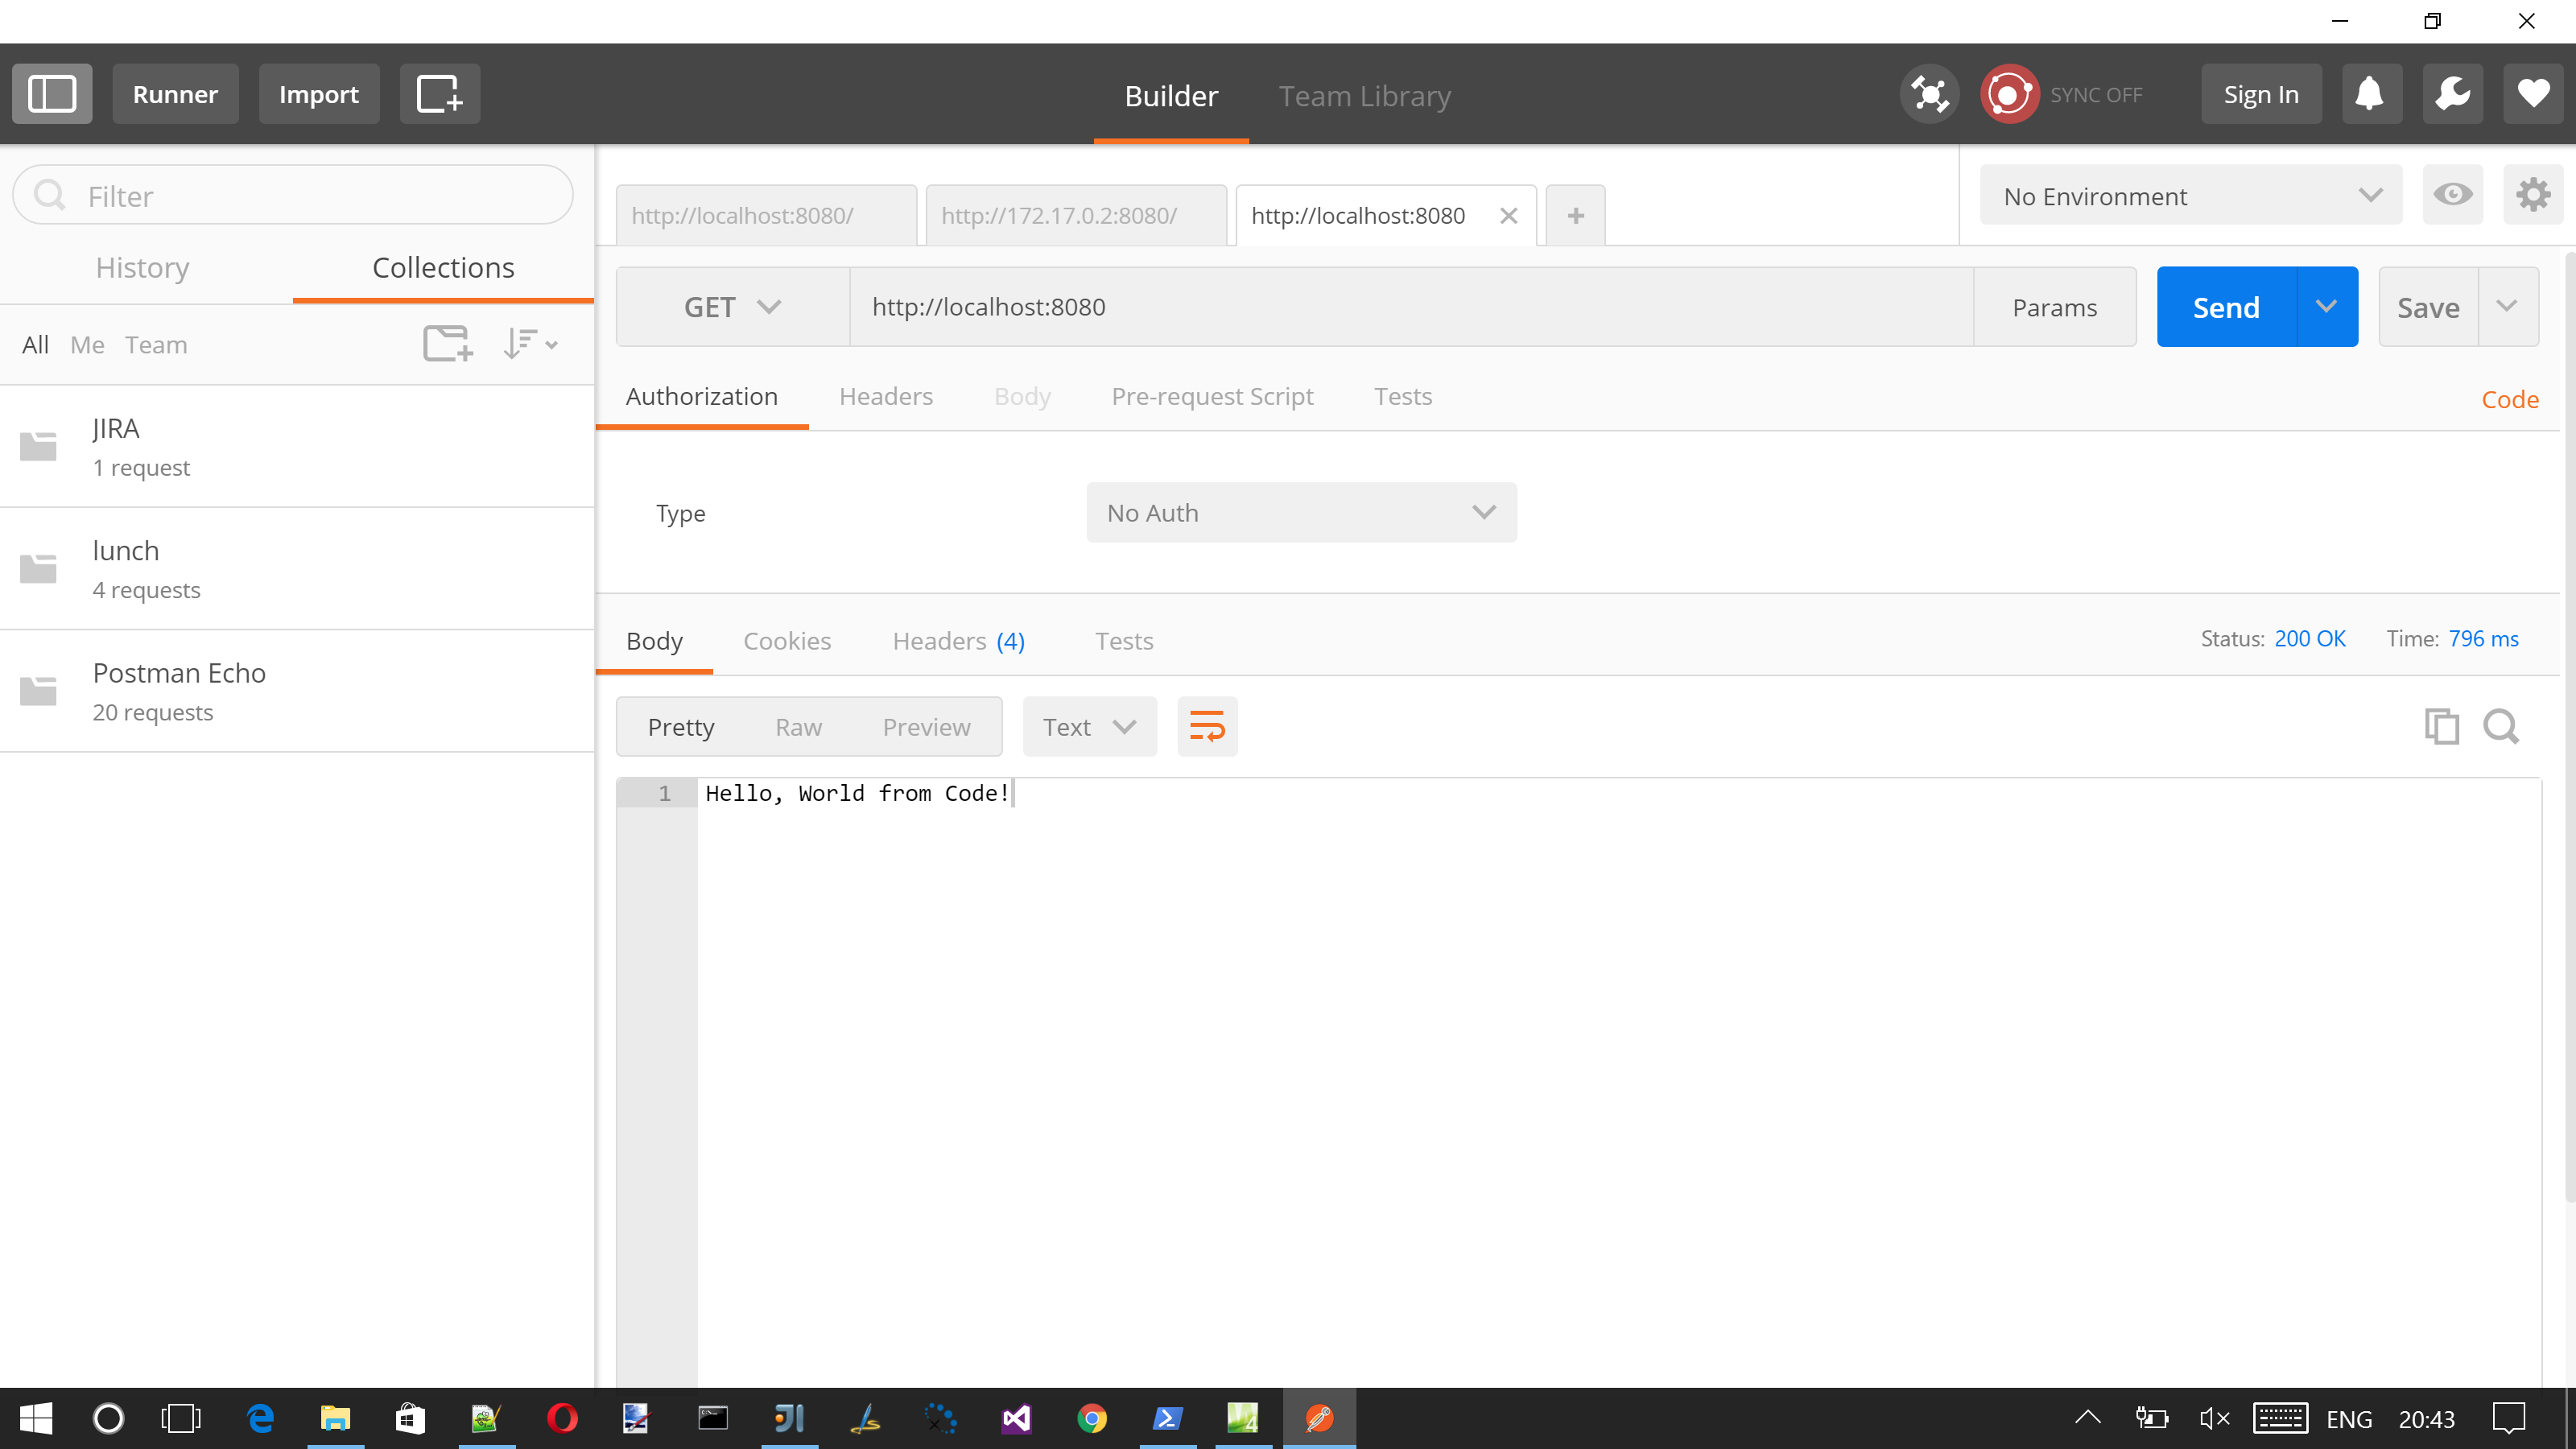 Runner Import Builder Team Library SYNC OFF Sign In
Filter
http://localhost:8080/ http://172.17.0.2:8080/ http://localhost:8080 No Environment
History Collections
GET http://localhost:8080 Params Send Save
All Me Team
Authorization Headers Body Pre-request Script Tests Code
JIRA
1 request
Type No Auth
lunch
4 requests
Body Cookies Headers (4) Tests Status: 200 OK Time: 796 ms
Postman Echo
20 requests
Pretty Raw Preview Text
1 Hello, World from Code!
ENG 20:43